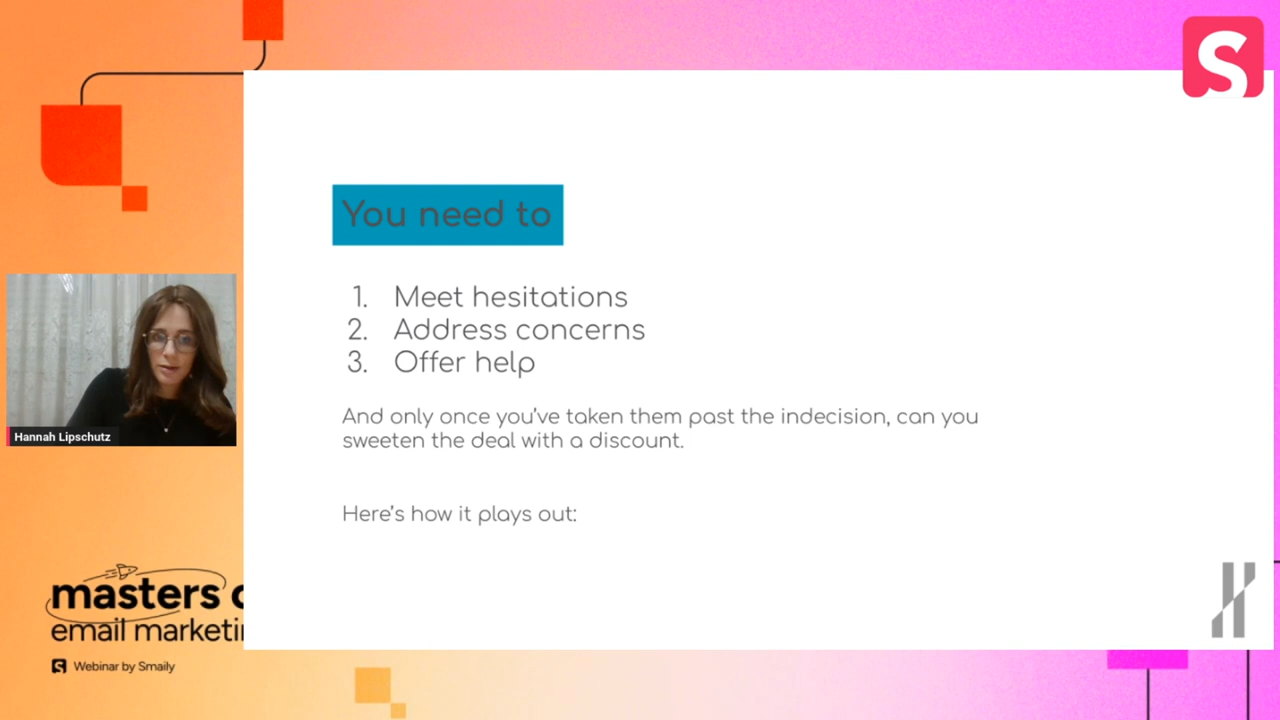 You need to
1. Meet hesitations
2. Address concerns
3. Offer help
And only once you've taken them past the indecision, can you
sweeten the deal with a discount.
Here's how it plays out:
Hannah Lipschutz
masters
email marketi
Webinar by Smaily